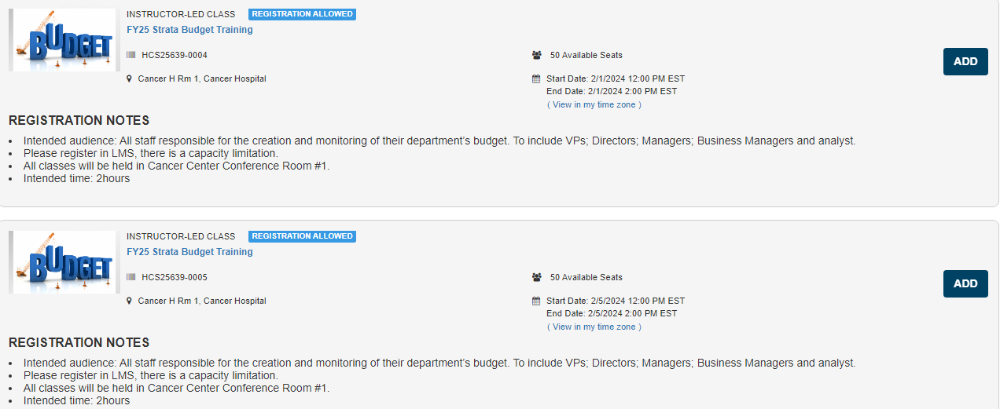 BUDGET
INSTRUCTOR-LED CLASS REGISTRATION ALLOWED
FY25 Strata Budget Training
HCS25639-0004
50 Available Seats
ADD
Cancer H Rm 1, Cancer Hospital
Start Date: 2/1/2024 12:00 PM EST
End Date: 2/1/2024 2:00 PM EST
( View in my time zone )
REGISTRATION NOTES
• Intended audience: All staff responsible for the creation and monitoring of their department’s budget. To include VPs; Directors; Managers; Business Managers and analyst.
• Please register in LMS, there is a capacity limitation.
• All classes will be held in Cancer Center Conference Room #1.
• Intended time: 2hours
BUDGET
INSTRUCTOR-LED CLASS REGISTRATION ALLOWED
FY25 Strata Budget Training
HCS25639-0005
50 Available Seats
ADD
Cancer H Rm 1, Cancer Hospital
Start Date: 2/5/2024 12:00 PM EST
End Date: 2/5/2024 2:00 PM EST
( View in my time zone )
REGISTRATION NOTES
• Intended audience: All staff responsible for the creation and monitoring of their department’s budget. To include VPs; Directors; Managers; Business Managers and analyst.
• Please register in LMS, there is a capacity limitation.
• All classes will be held in Cancer Center Conference Room #1.
• Intended time: 2hours